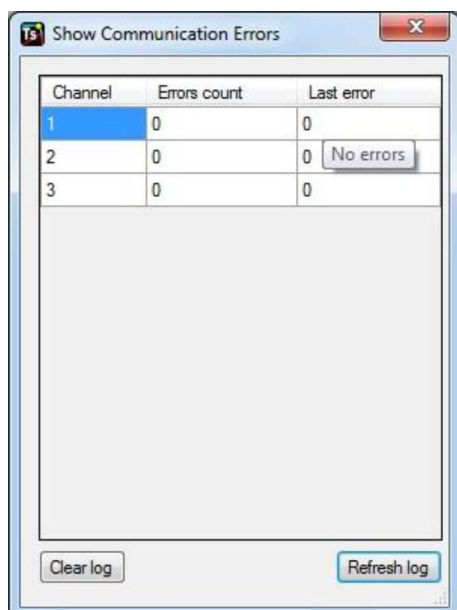 Ts Show Communication Errors X
Channel Errors count Last error
1 0 0
2 0 0 No errors
3 0 0
Clear log Refresh log